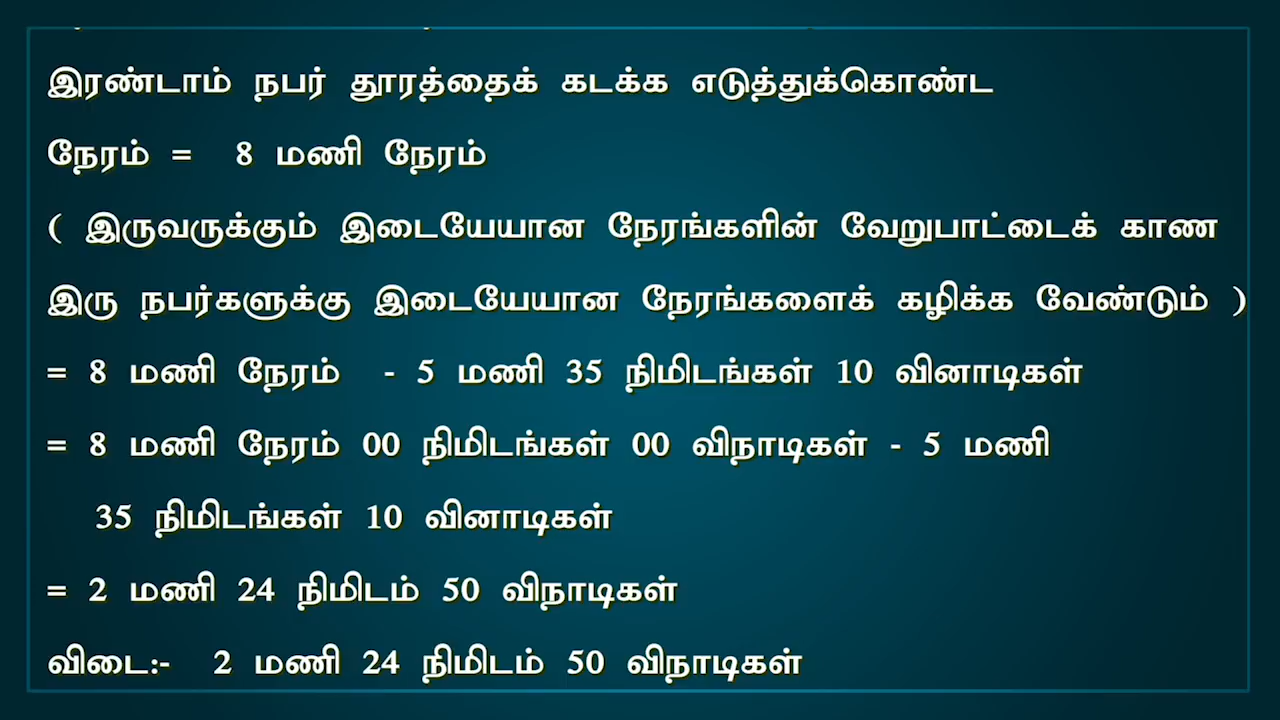 இரண்டாம் நபர் தூரத்தைக் கடக்க எடுத்துக்கொண்ட
நேரம் = 8 மணி நேரம்
( இருவருக்கும் இடையேயான நேரங்களின் வேறுபாட்டைக் காண
இரு நபர்களுக்கு இடையேயான நேரங்களைக் கழிக்க வேண்டும் )
= 8 மணி நேரம் - 5 மணி 35 நிமிடங்கள் 10 வினாடிகள்
= 8 மணி நேரம் 00 நிமிடங்கள் 00 விநாடிகள் - 5 மணி
35 நிமிடங்கள் 10 வினாடிகள்
= 2 மணி 24 நிமிடம் 50 விநாடிகள்
விடை:- 2 மணி 24 நிமிடம் 50 விநாடிகள்